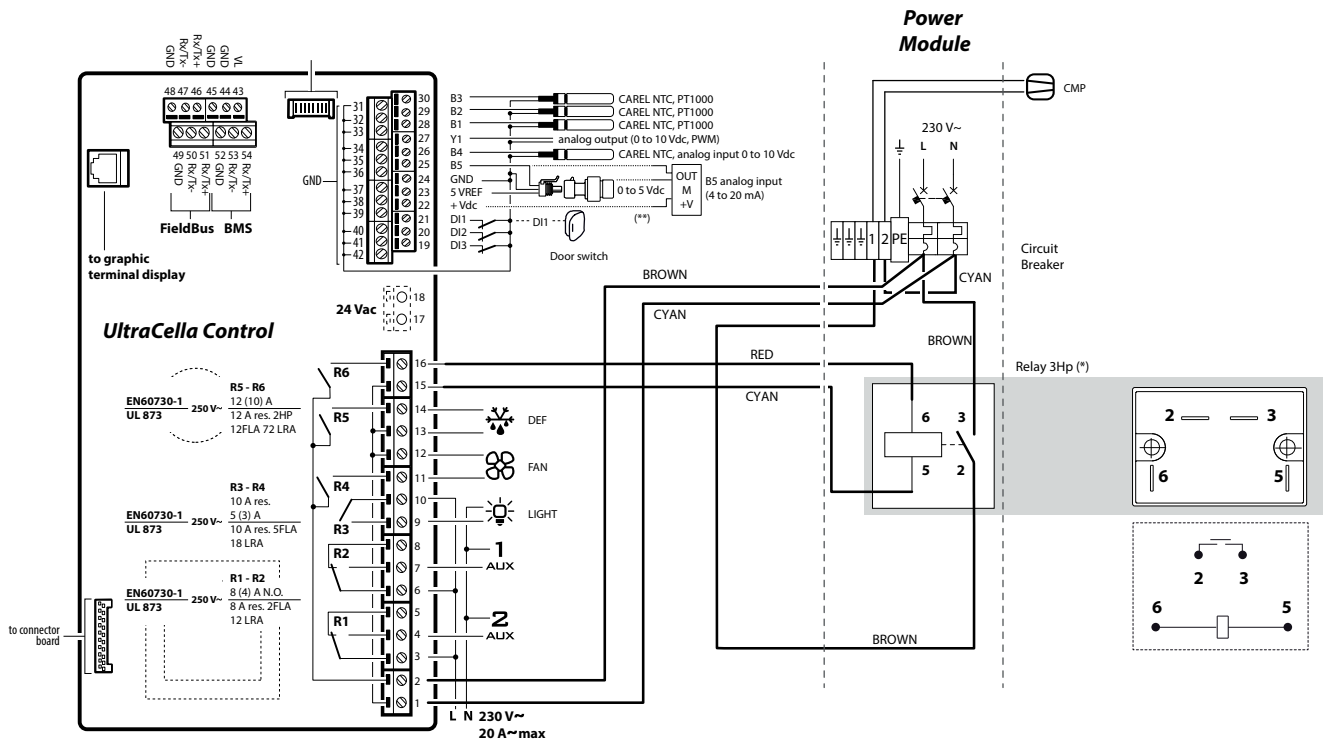 Power
Module
GND
Rx/Tx-
Rx/Tx+
GND
GND
VL
48 47 46 45 44 43
49 50 51 52 53 54
GND
Rx/Tx-
Rx/Tx+
GND
Rx/Tx-
Rx/Tx+
FieldBus BMS
to graphic
terminal display
UltraCella Control
31
32
33
34
35
36
37
38
39
40
41
42
GND
30
29
28
27
26
25
24
23
22
21
20
19
B3
B2
B1
Y1
B4
B5
GND
5 VREF
+ Vdc
DI1
DI2
DI3
CAREL NTC, PT1000
CAREL NTC, PT1000
CAREL NTC, PT1000
analog output (0 to 10 Vdc, PWM)
CAREL NTC, analog input 0 to 10 Vdc
0 to 5 Vdc
OUT
M
+V
B5 analog input
(4 to 20 mA)
(**)
DI1
Door switch
24 Vac
18
17
CMP
230 V~
L N
1 2 PE
Circuit
Breaker
BROWN
CYAN
CYAN
BROWN
RED
CYAN
BROWN
Relay 3Hp (*)
6 3
5 2
2 3
6 5
2 3
6 5
R5 - R6
EN60730-1
UL 873
250 V~
12 (10) A
12 A res. 2HP
12FLA 72 LRA
R3 - R4
EN60730-1
UL 873
250 V~
10 A res.
5 (3) A
10 A res. 5FLA
18 LRA
R1 - R2
EN60730-1
UL 873
250 V~
8 (4) A N.O.
8 A res. 2FLA
12 LRA
R6
R5
R4
R3
R2
R1
16
15
14
13
12
11
10
9
8
7
6
5
4
3
2
1
DEF
FAN
LIGHT
1
AUX
2
AUX
to connector
board
L N 230 V~
20 A~max